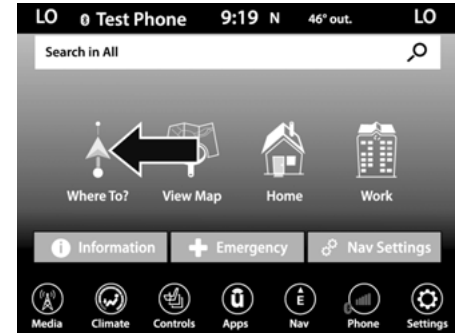 LO Test Phone 9:19 N 46° out. LO
Search in All
Where To? View Map Home Work
i Information Emergency Nav Settings
Ū E
Media Climate Controls Apps Nav Phone Settings